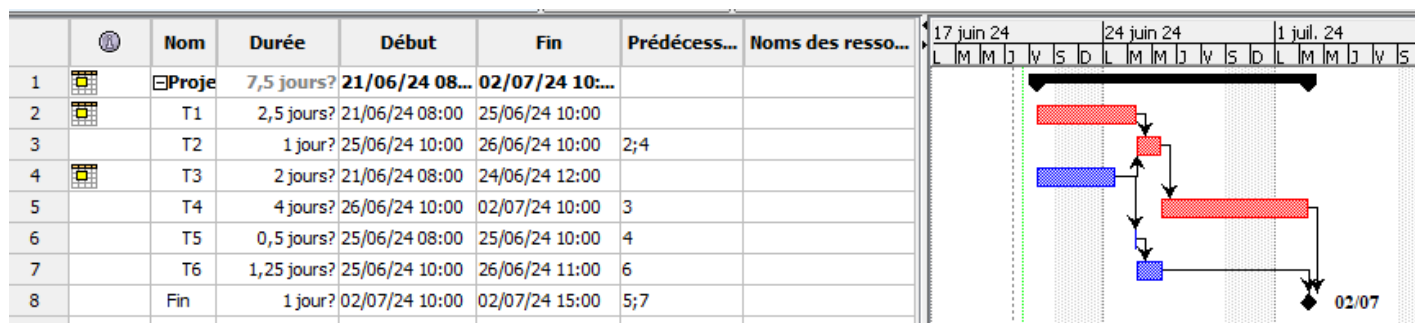 Nom Durée Début Fin Prédécess... Noms des resso...
17 juin 24 24 juin 24 1 juil. 24
L M M J V S D L M M J V S D L M M J V S
1 Proje 7,5 jours? 21/06/24 08... 02/07/24 10:...
2 T1 2,5 jours? 21/06/24 08:00 25/06/24 10:00
3 T2 1 jour? 25/06/24 10:00 26/06/24 10:00 2;4
4 T3 2 jours? 21/06/24 08:00 24/06/24 12:00
5 T4 4 jours? 26/06/24 10:00 02/07/24 10:00 3
6 T5 0,5 jours? 25/06/24 08:00 25/06/24 10:00 4
7 T6 1,25 jours? 25/06/24 10:00 26/06/24 11:00 6
8 Fin 1 jour? 02/07/24 10:00 02/07/24 15:00 5;7
02/07